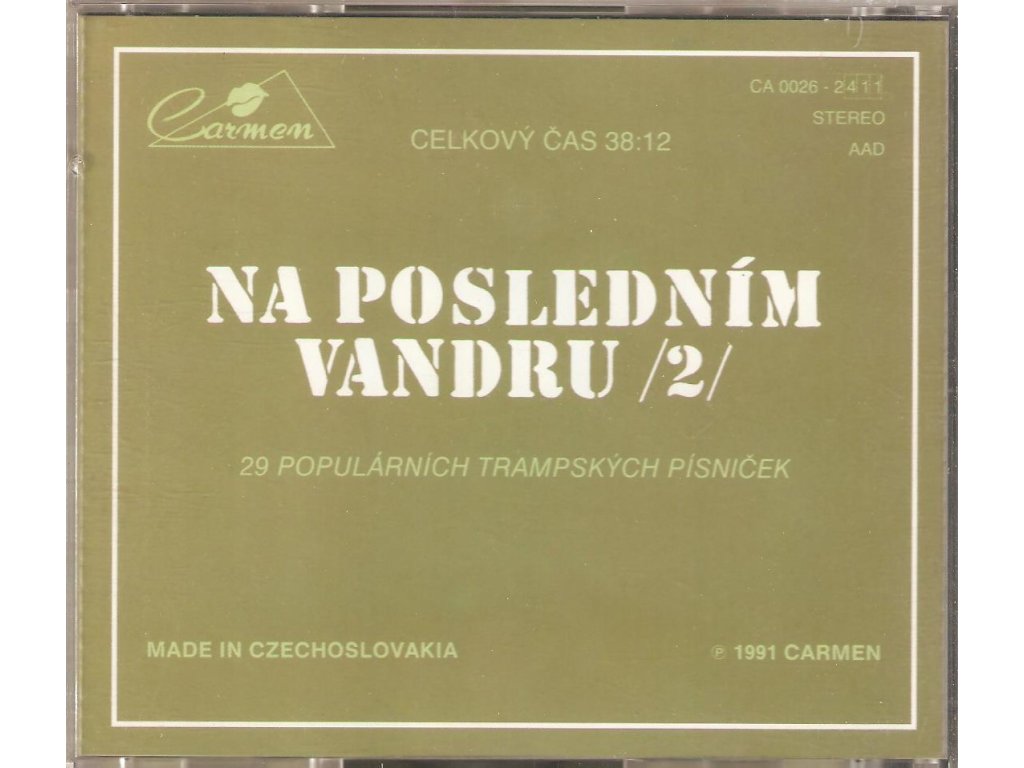 Carmen
CA 0026 - 2411
STEREO
AAD
CELKOVÝ ČAS 38:12
NA POSLEDNÍM
VANDRU /2/
29 POPULÁRNÍCH TRAMPSKÝCH PÍSNIČEK
MADE IN CZECHOSLOVAKIA
℗ 1991 CARMEN